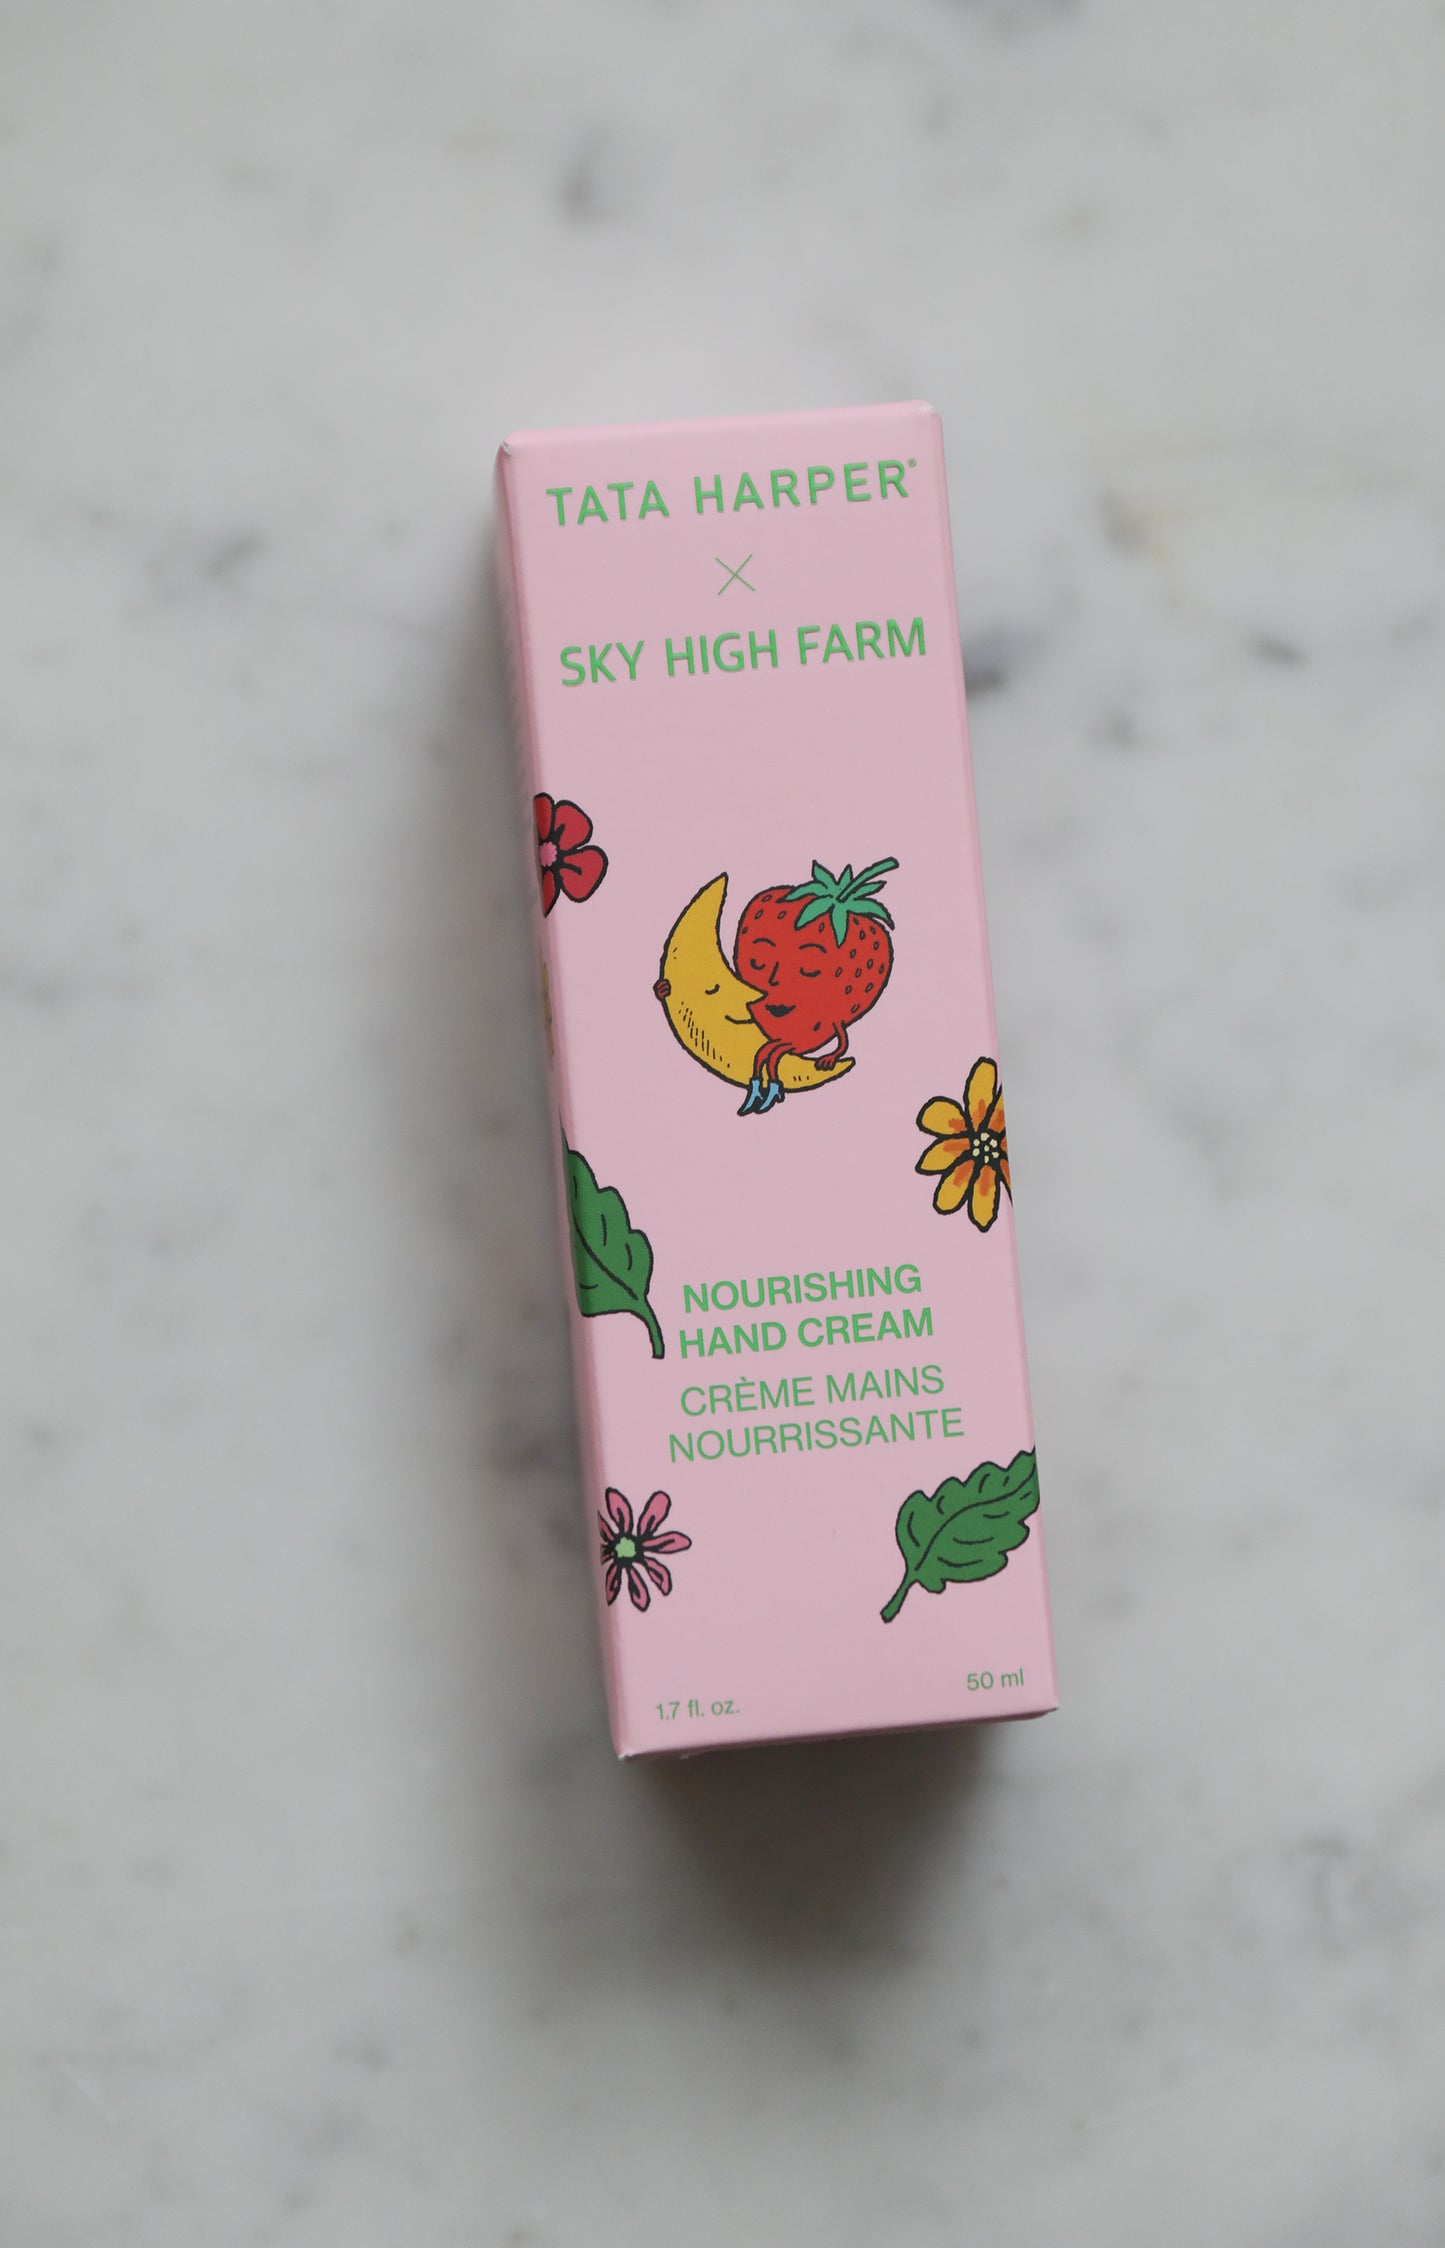 TATA HARPER®
×
SKY HIGH FARM
NOURISHING
HAND CREAM
CRÈME MAINS
NOURRISSANTE
1.7 fl. oz. 50 ml